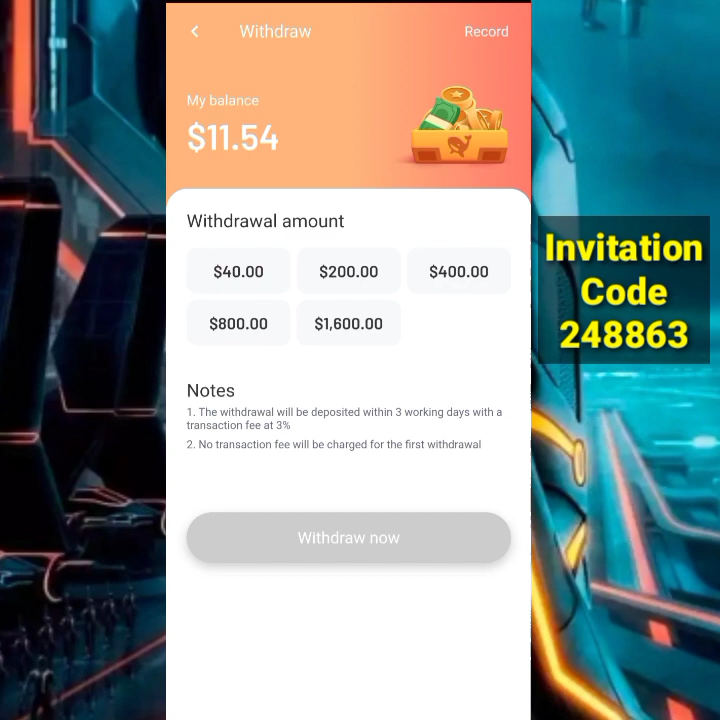 Withdraw
Record
My balance
$11.54
Withdrawal amount
$40.00
$200.00
$400.00
$800.00
$1,600.00
Notes
1. The withdrawal will be deposited within 3 working days with a
transaction fee at 3%
2. No transaction fee will be charged for the first withdrawal
Withdraw now
Invitation
Code
248863